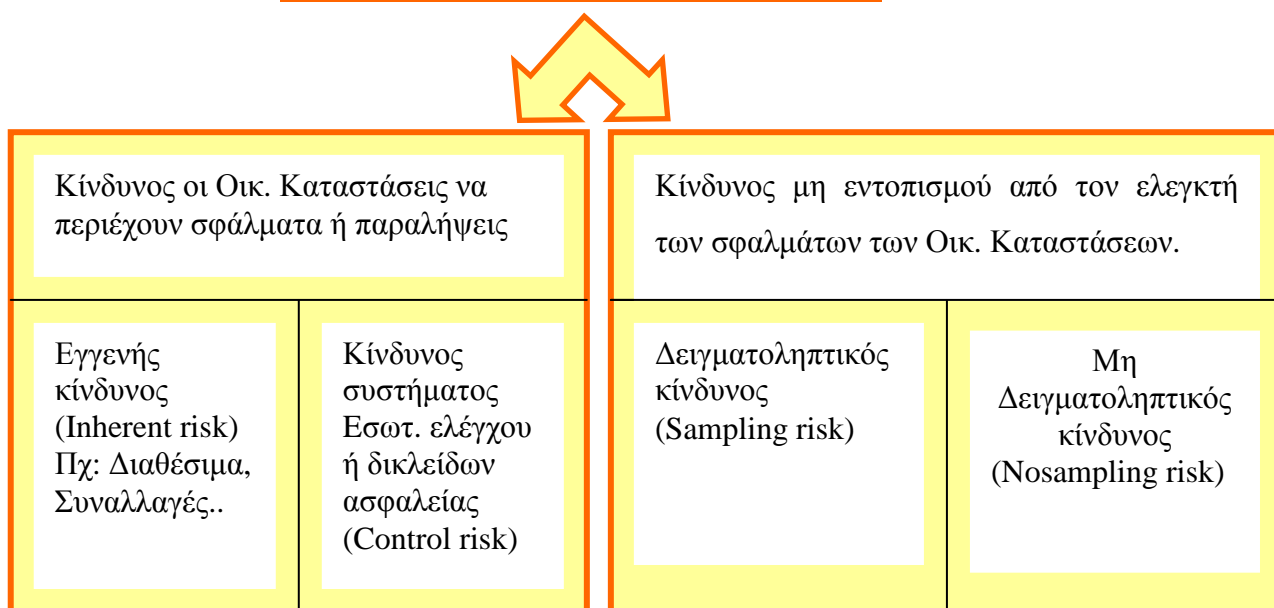 Κίνδυνος οι Οικ. Καταστάσεις να
περιέχουν σφάλματα ή παραλήψεις
Κίνδυνος μη εντοπισμού από τον ελεγκτή
των σφαλμάτων των Οικ. Καταστάσεων.
Εγγενής
κίνδυνος
(Inherent risk)
Πχ: Διαθέσιμα,
Συναλλαγές..
Κίνδυνος
συστήματος
Εσωτ. ελέγχου
ή δικλείδων
ασφαλείας
(Control risk)
Δειγματοληπτικός
κίνδυνος
(Sampling risk)
Μη
Δειγματοληπτικός
κίνδυνος
(Nosampling risk)